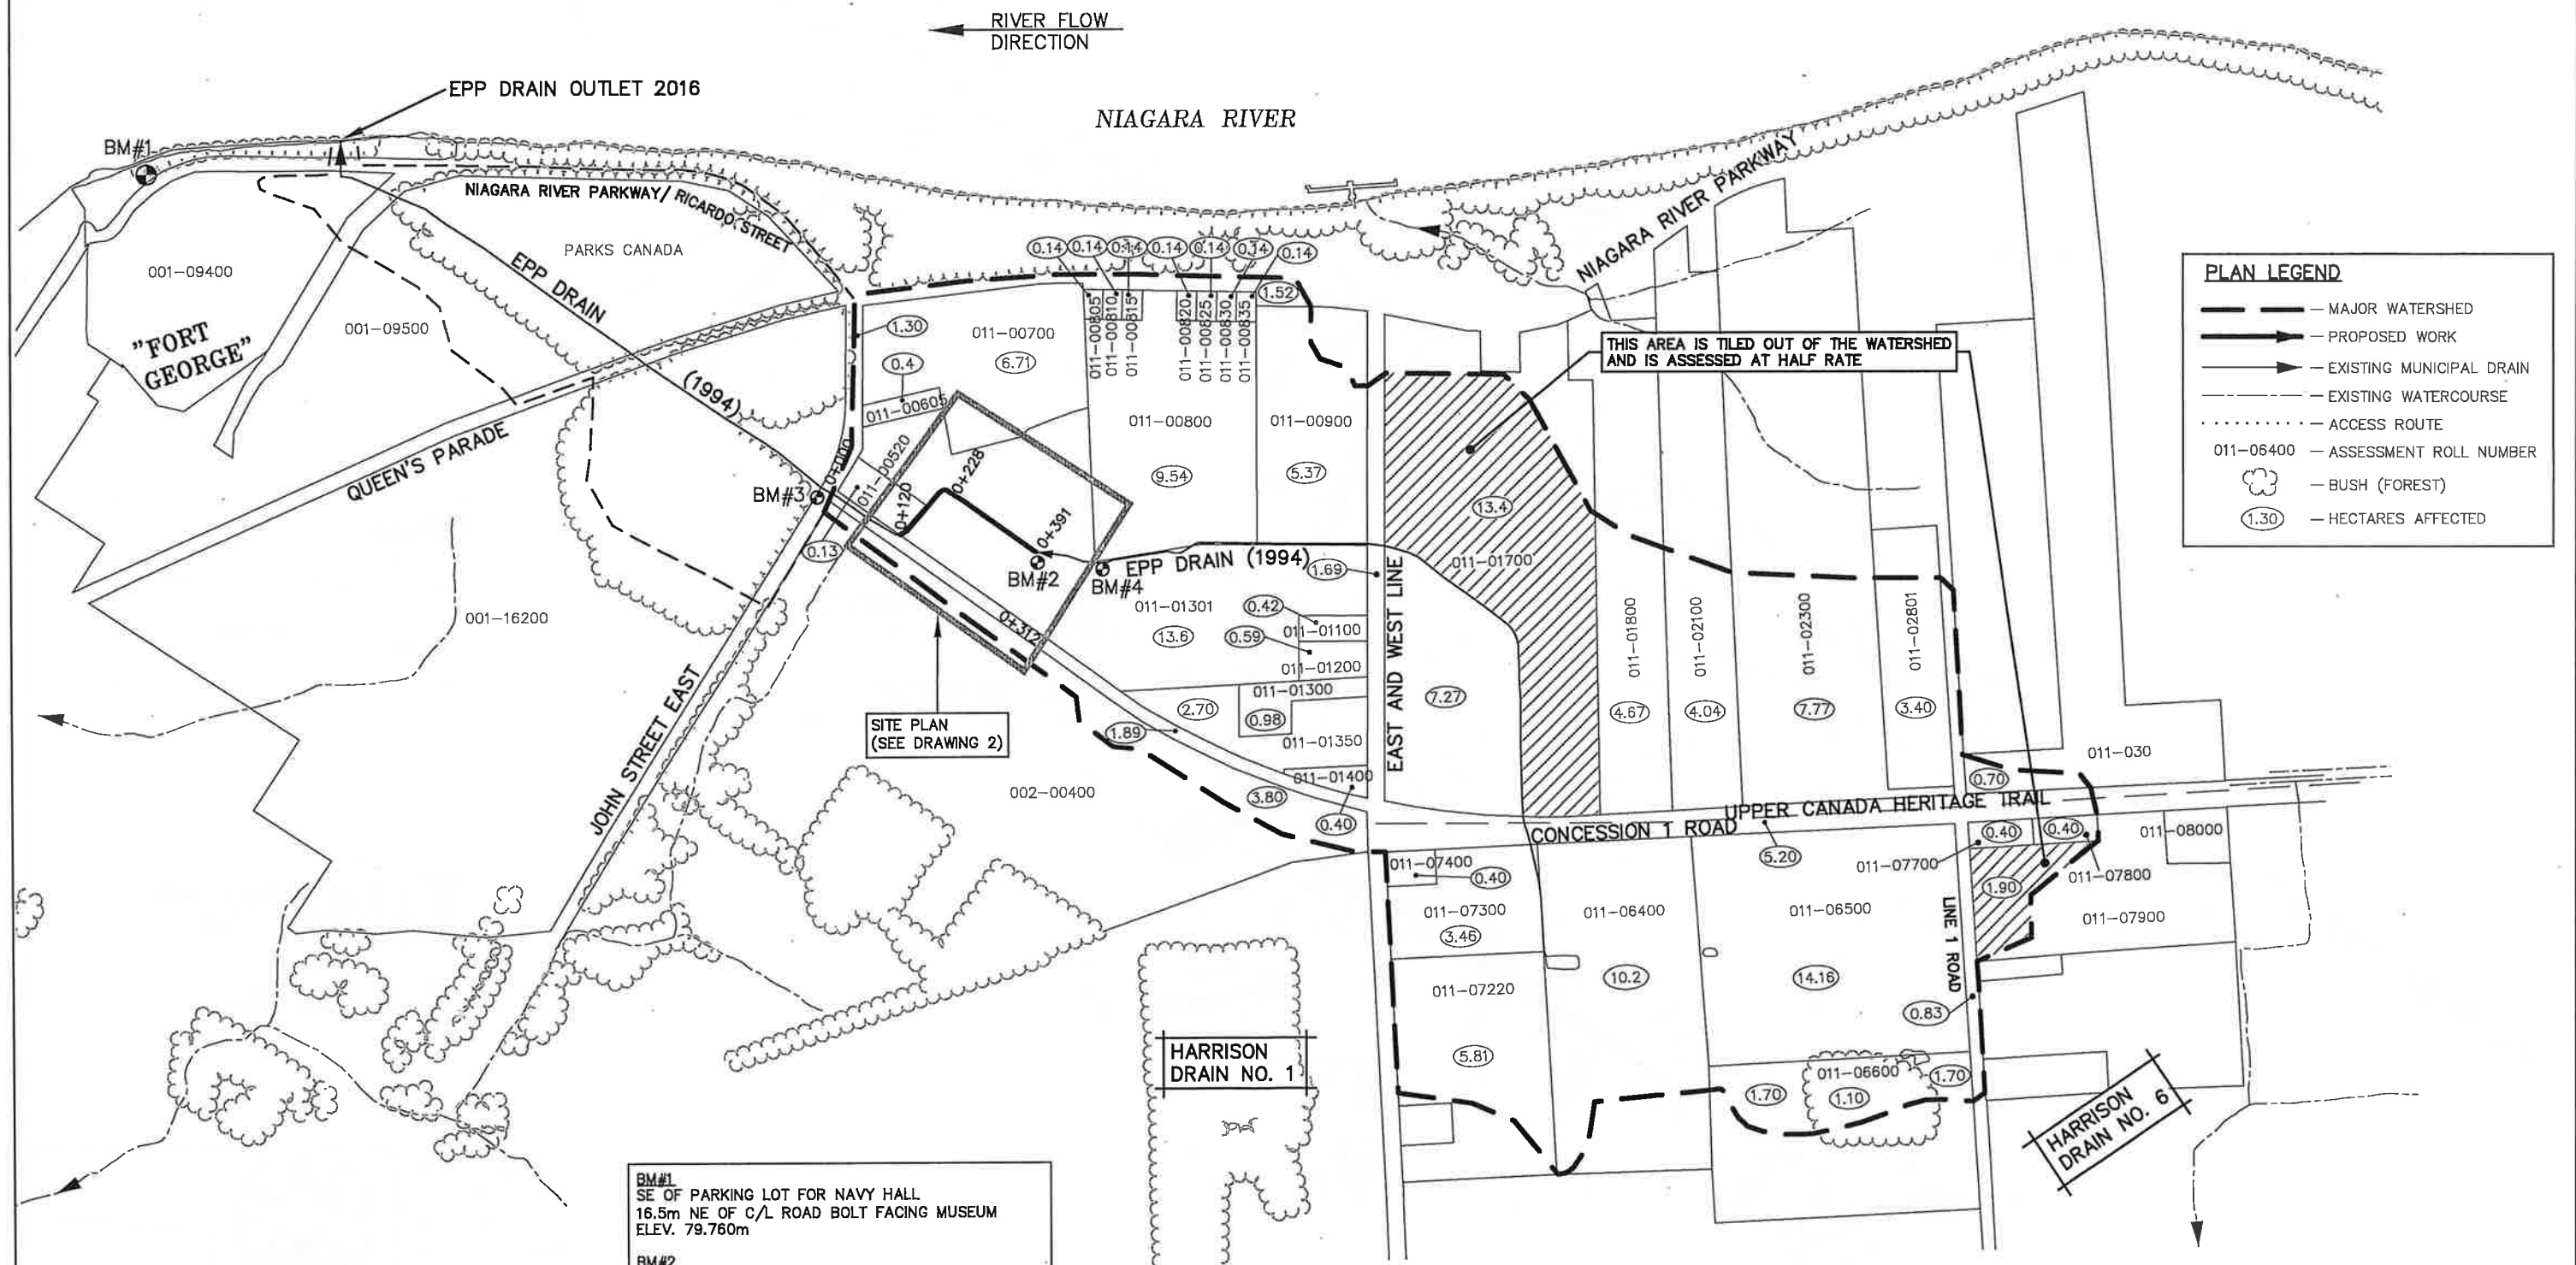 RIVER FLOW
DIRECTION
EPP DRAIN OUTLET 2016
NIAGARA RIVER
BM#1
NIAGARA RIVER PARKWAY/ RICARDO STREET
PARKS CANADA
NIAGARA RIVER PARKWAY
001-09400
"FORT
GEORGE"
001-09500
EPP DRAIN
(1994)
QUEEN'S PARADE
0.14
0.14
0.14
0.14
0.14
0.14
0.14
1.52
1.30
011-00700
6.71
0.4
011-00605
011-00805
011-00810
011-00815
011-00820
011-00825
011-00830
011-00835
011-00800
9.54
011-00900
5.37
THIS AREA IS TILED OUT OF THE WATERSHED
AND IS ASSESSED AT HALF RATE
PLAN LEGEND
— MAJOR WATERSHED
— PROPOSED WORK
— EXISTING MUNICIPAL DRAIN
— EXISTING WATERCOURSE
— ACCESS ROUTE
011-06400 — ASSESSMENT ROLL NUMBER
— BUSH (FOREST)
1.30 — HECTARES AFFECTED
BM#3
0+000
011-00520
0+120
0+228
0+391
BM#2
BM#4
0.13
0+312
EPP DRAIN (1994)
1.69
13.4
011-01700
001-16200
011-01301
13.6
0.42
011-01100
0.59
011-01200
011-01300
2.70
0.98
011-01350
1.89
011-01400
3.80
0.40
EAST AND WEST LINE
7.27
011-01800
4.67
011-02100
4.04
011-02300
7.77
011-02801
3.40
011-030
0.70
SITE PLAN
(SEE DRAWING 2)
JOHN STREET EAST
002-00400
UPPER CANADA HERITAGE TRAIL
CONCESSION 1 ROAD
5.20
0.40
0.40
011-08000
011-07700
011-07800
1.90
011-07900
011-07400
0.40
011-07300
3.46
011-06400
10.2
011-06500
14.16
LINE 1 ROAD
0.83
011-07220
5.81
011-06600
1.70
1.10
1.70
HARRISON
DRAIN NO. 1
HARRISON
DRAIN NO. 6
BM#1
SE OF PARKING LOT FOR NAVY HALL
16.5m NE OF C/L ROAD BOLT FACING MUSEUM
ELEV. 79.760m
BM#2